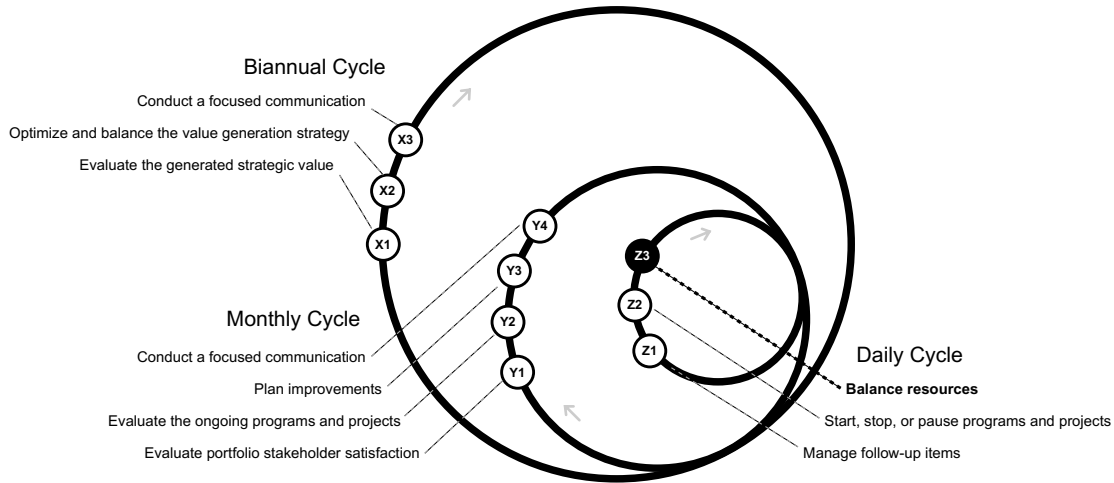 Biannual Cycle
Conduct a focused communication
Optimize and balance the value generation strategy
Evaluate the generated strategic value
X3
X2
X1
Monthly Cycle
Conduct a focused communication
Plan improvements
Evaluate the ongoing programs and projects
Evaluate portfolio stakeholder satisfaction
Y4
Y3
Y2
Y1
Z3
Z2
Z1
Daily Cycle
Balance resources
Start, stop, or pause programs and projects
Manage follow-up items